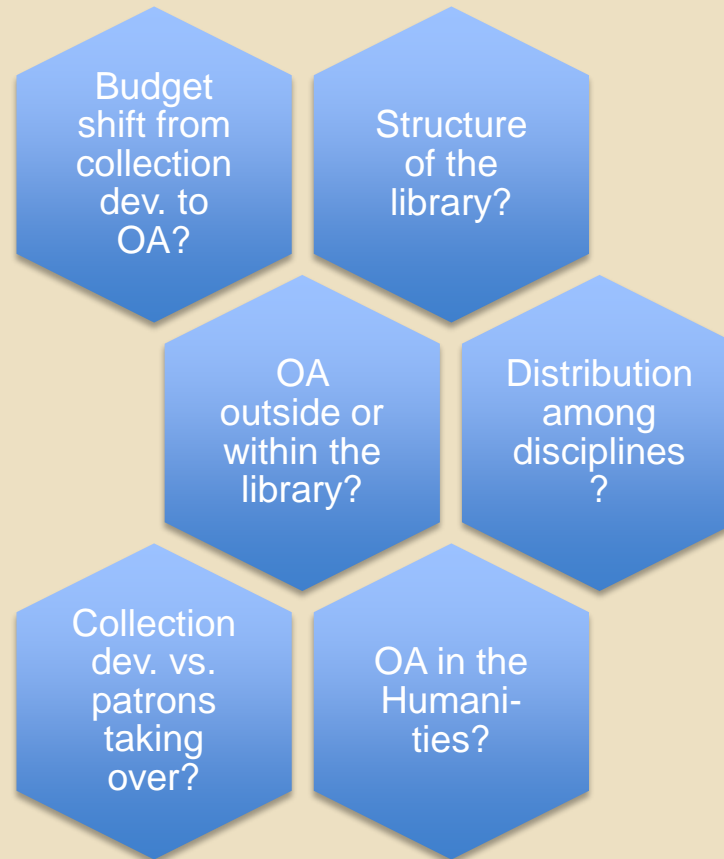 Budget
shift from
collection
dev. to
OA?
Structure
of the
library?
OA
outside or
within the
library?
Distribution
among
disciplines
?
Collection
dev. vs.
patrons
taking
over?
OA in the
Humani-
ties?